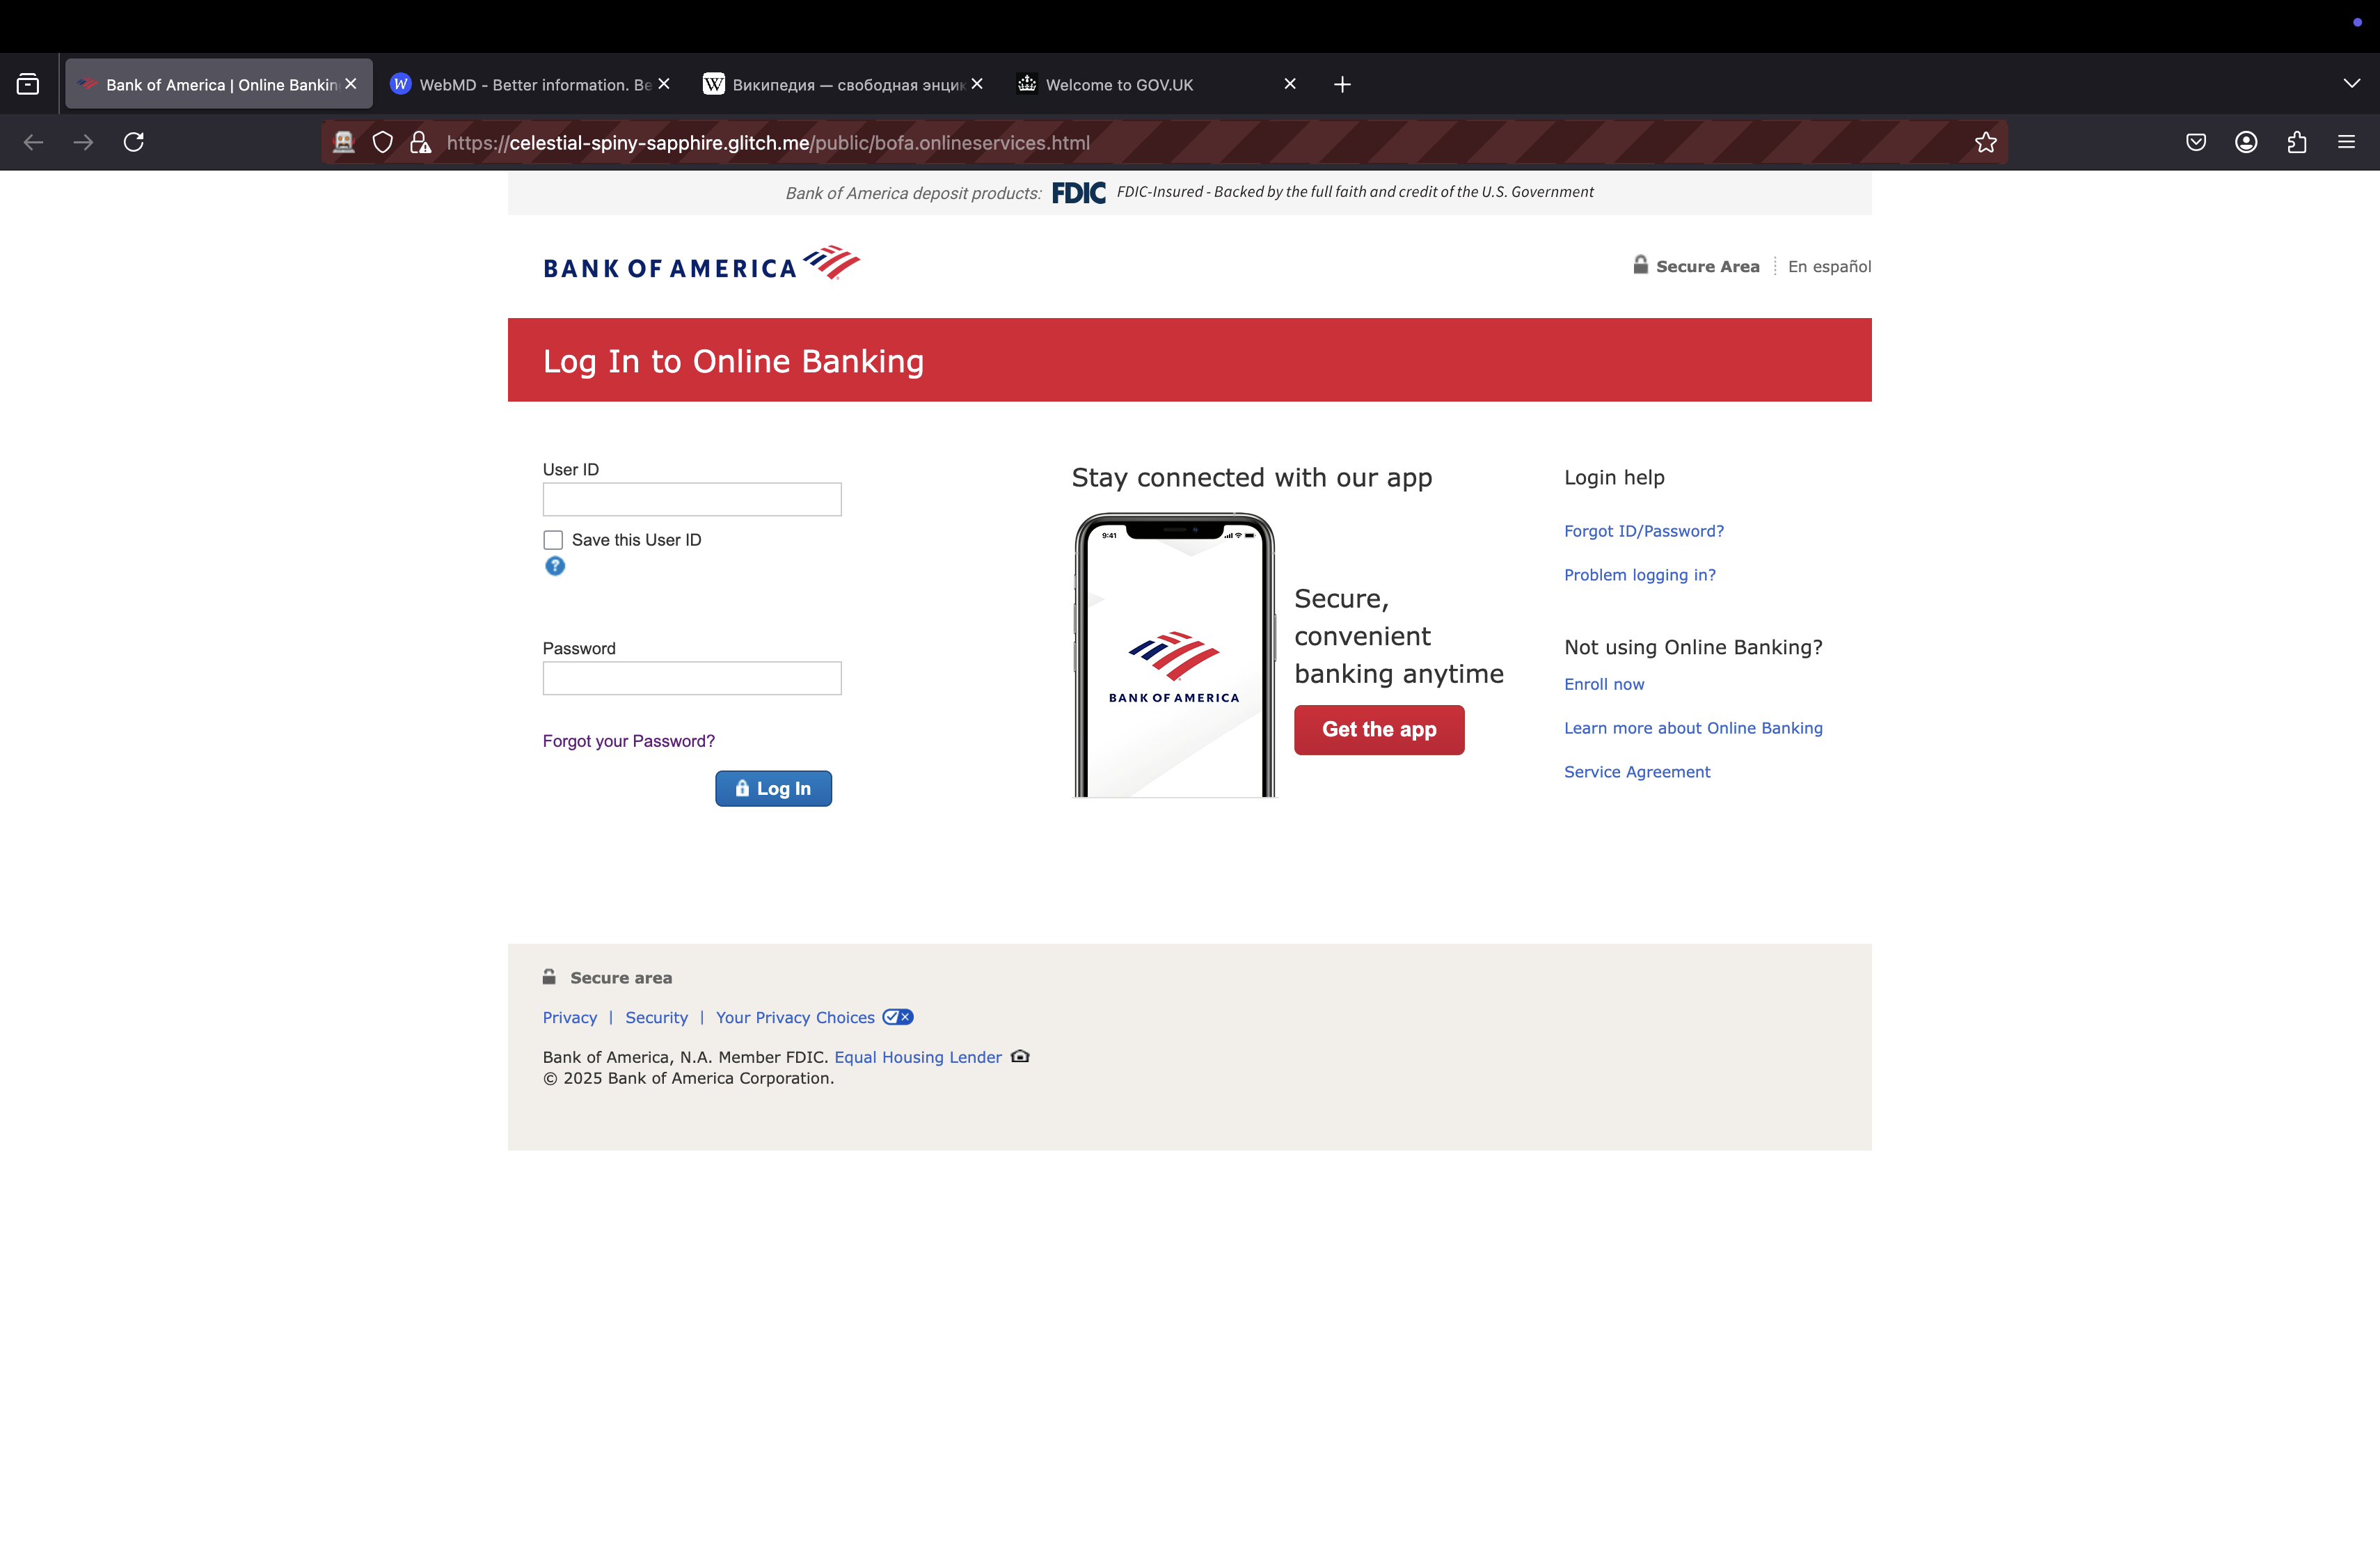 Bank of America | Online Bankin
WebMD - Better information. Be
Википедия — свободная энцик
Welcome to GOV.UK
https://celestial-spiny-sapphire.glitch.me/public/bofa.onlineservices.html
Bank of America deposit products: FDIC FDIC-Insured - Backed by the full faith and credit of the U.S. Government
BANK OF AMERICA
Secure Area
En español
Log In to Online Banking
User ID
Save this User ID
?
Password
Forgot your Password?
Log In
Stay connected with our app
9:41
BANK OF AMERICA
Secure,
convenient
banking anytime
Get the app
Login help
Forgot ID/Password?
Problem logging in?
Not using Online Banking?
Enroll now
Learn more about Online Banking
Service Agreement
Secure area
Privacy | Security | Your Privacy Choices
Bank of America, N.A. Member FDIC. Equal Housing Lender
© 2025 Bank of America Corporation.